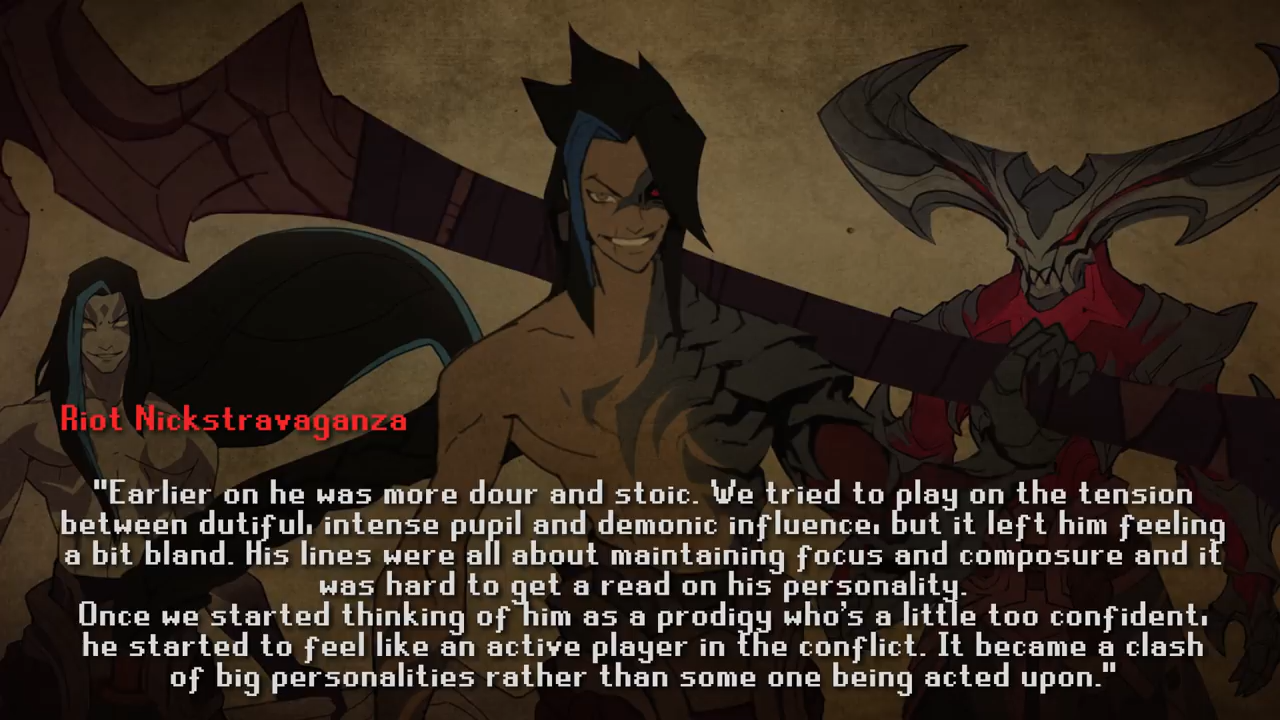 Riot Nickstravaganza
"Earlier on he was more dour and stoic. We tried to play on the tension
between dutiful, intense pupil and demonic influence, but it left him feeling
a bit bland. His lines were all about maintaining focus and composure and it
was hard to get a read on his personality.
Once we started thinking of him as a prodigy who's a little too confident,
he started to feel like an active player in the conflict. It became a clash
of big personalities rather than some one being acted upon."